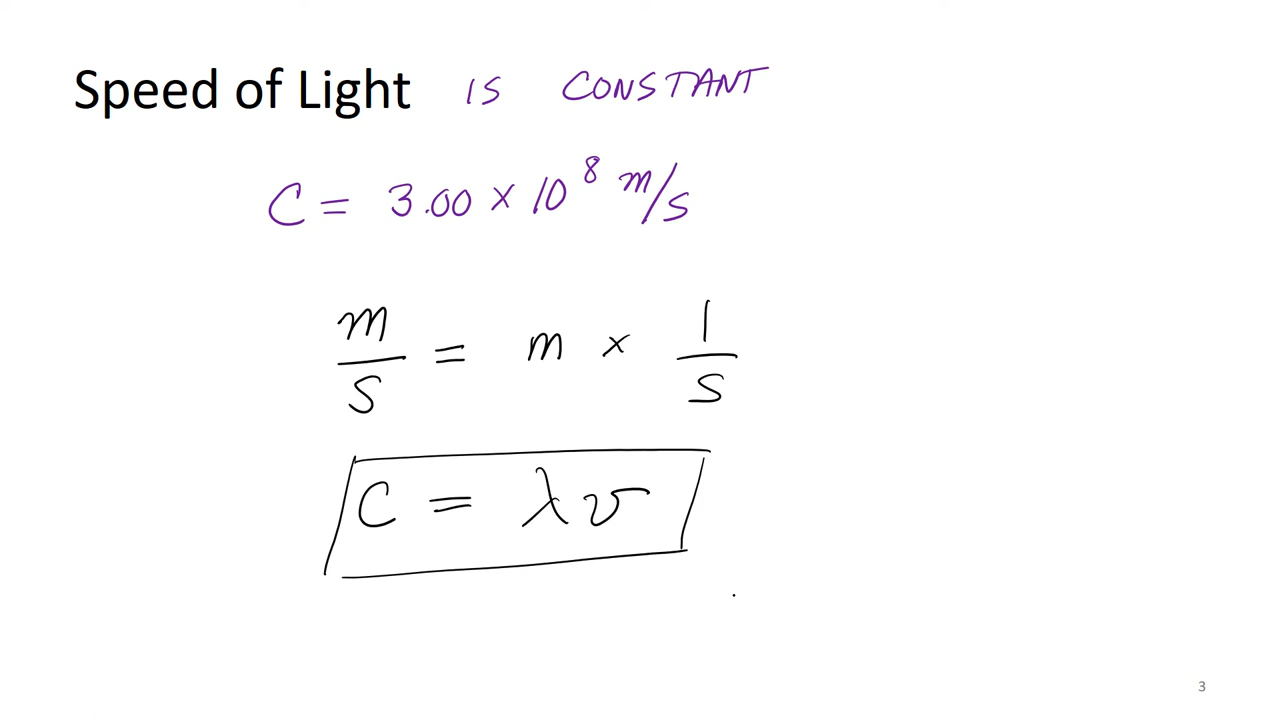 Speed of Light IS CONSTANT
C = 3.00 × 10⁸ m/s
m/s = m × 1/s
C = λν
3